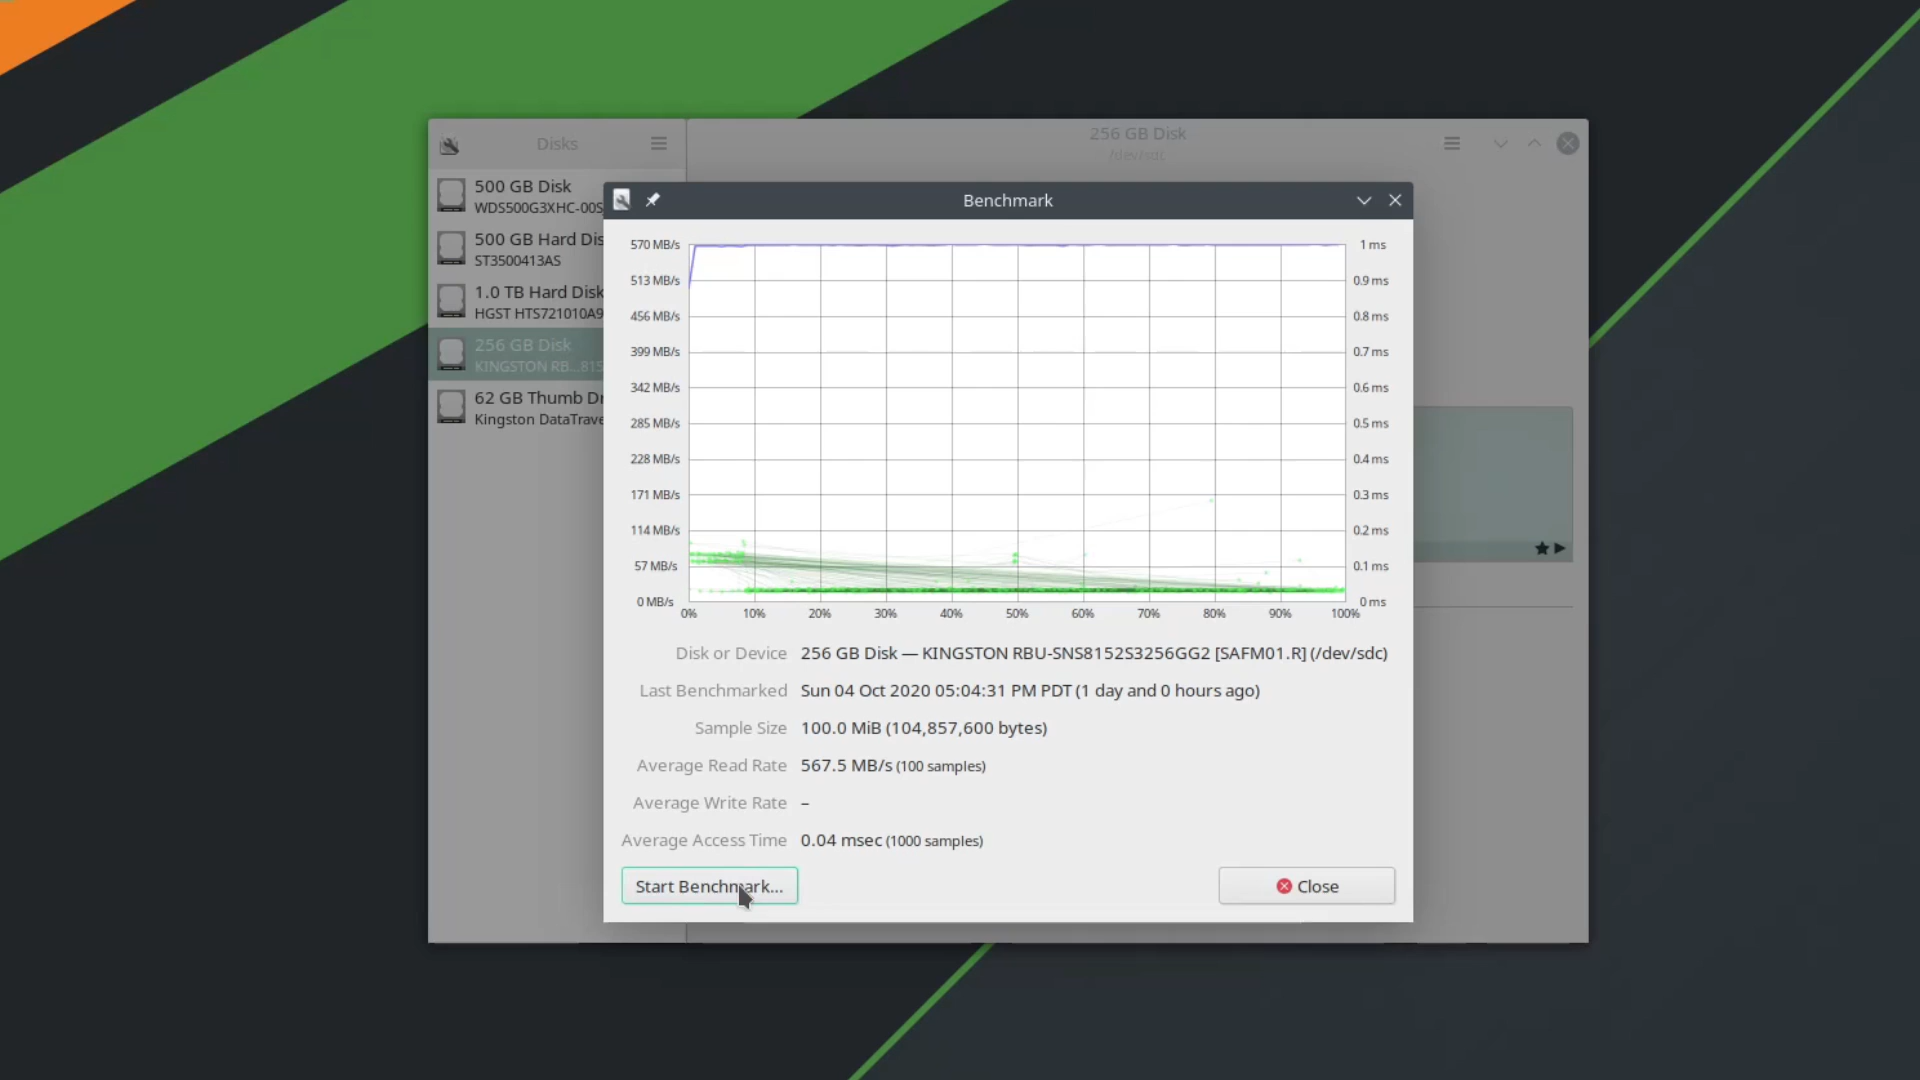 Disks
256 GB Disk
/dev/sdc
500 GB Disk
WDS500G3XHC-00S
500 GB Hard Dis
ST3500413AS
1.0 TB Hard Disk
HGST HTS721010A9
256 GB Disk
KINGSTON RB...815
62 GB Thumb Dr
Kingston DataTrave
Benchmark
570 MB/s
513 MB/s
456 MB/s
399 MB/s
342 MB/s
285 MB/s
228 MB/s
171 MB/s
114 MB/s
57 MB/s
0 MB/s
1 ms
0.9 ms
0.8 ms
0.7 ms
0.6 ms
0.5 ms
0.4 ms
0.3 ms
0.2 ms
0.1 ms
0 ms
0% 10% 20% 30% 40% 50% 60% 70% 80% 90% 100%
Disk or Device 256 GB Disk — KINGSTON RBU-SNS8152S3256GG2 [SAFM01.R] (/dev/sdc)
Last Benchmarked Sun 04 Oct 2020 05:04:31 PM PDT (1 day and 0 hours ago)
Sample Size 100.0 MiB (104,857,600 bytes)
Average Read Rate 567.5 MB/s (100 samples)
Average Write Rate –
Average Access Time 0.04 msec (1000 samples)
Start Benchmark...
Close